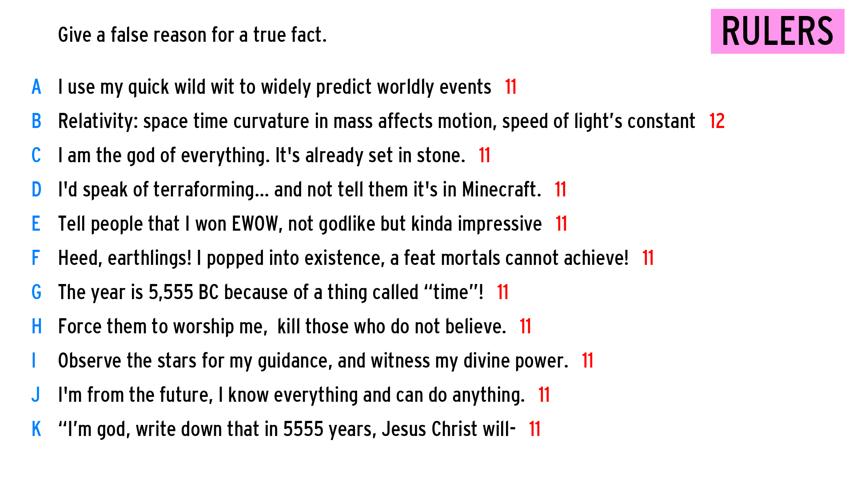 RULERS
Give a false reason for a true fact.
A I use my quick wild wit to widely predict worldly events 11
B Relativity: space time curvature in mass affects motion, speed of light’s constant 12
C I am the god of everything. It's already set in stone. 11
D I'd speak of terraforming... and not tell them it's in Minecraft. 11
E Tell people that I won EWOW, not godlike but kinda impressive 11
F Heed, earthlings! I popped into existence, a feat mortals cannot achieve! 11
G The year is 5,555 BC because of a thing called “time”! 11
H Force them to worship me,  kill those who do not believe. 11
I Observe the stars for my guidance, and witness my divine power. 11
J I'm from the future, I know everything and can do anything. 11
K “I’m god, write down that in 5555 years, Jesus Christ will- 11